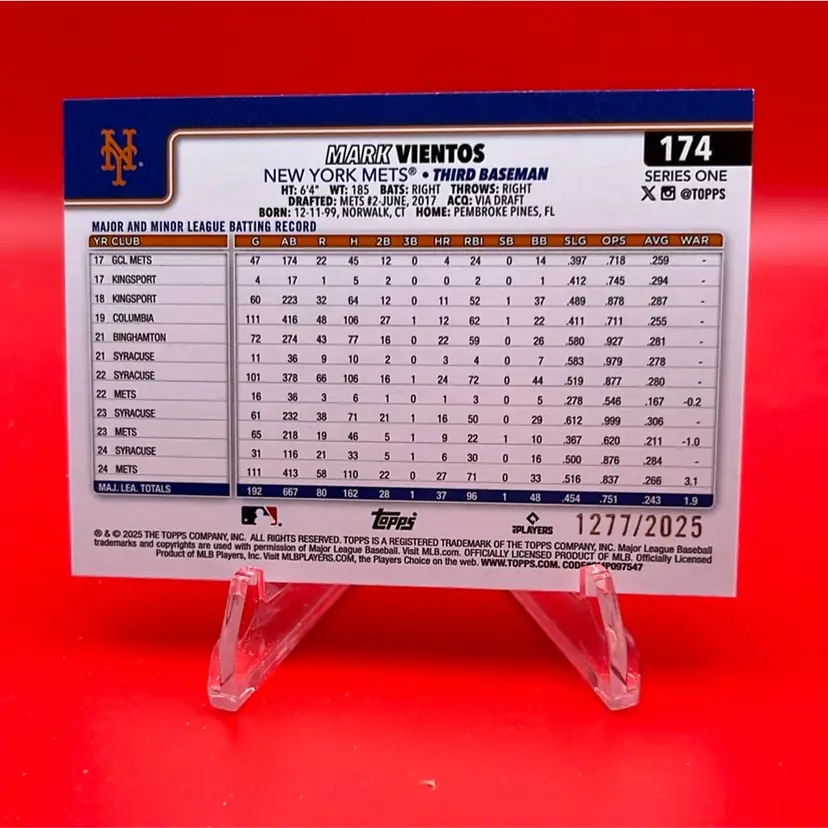 NY
MARK VIENTOS
174
NEW YORK METS® • THIRD BASEMAN
SERIES ONE
HT: 6'4" WT: 185 BATS: RIGHT THROWS: RIGHT
@TOPPS
DRAFTED: METS #2-JUNE, 2017 ACQ: VIA DRAFT
BORN: 12-11-99, NORWALK, CT HOME: PEMBROKE PINES, FL
MAJOR AND MINOR LEAGUE BATTING RECORD
YR CLUB G AB R H 2B 3B HR RBI SB BB SLG OPS AVG WAR
17 GCL METS 47 174 22 45 12 0 4 24 0 14 .397 .718 .259 -
17 KINGSPORT 4 17 1 5 2 0 0 2 0 1 .412 .745 .294 -
18 KINGSPORT 60 223 32 64 12 0 11 52 1 37 .489 .878 .287 -
19 COLUMBIA 111 416 48 106 27 1 12 62 1 22 .411 .711 .255 -
21 BINGHAMTON 72 274 43 77 16 0 22 59 0 26 .580 .927 .281 -
21 SYRACUSE 11 36 9 10 2 0 3 4 0 7 .583 .979 .278 -
22 SYRACUSE 101 378 66 106 16 1 24 72 0 44 .519 .877 .280 -
22 METS 16 36 3 6 1 0 1 3 0 5 .278 .546 .167 -0.2
23 SYRACUSE 61 232 38 71 21 1 16 50 0 29 .612 .999 .306 -
23 METS 65 218 19 46 5 1 9 22 1 10 .367 .620 .211 -1.0
24 SYRACUSE 31 116 21 33 5 1 6 30 0 16 .500 .876 .284 -
24 METS 111 413 58 110 22 0 27 71 0 33 .516 .837 .266 3.1
MAJ. LEA. TOTALS 192 667 80 162 28 1 37 96 1 48 .454 .751 .243 1.9
Topps
PLAYERS
1277/2025
® & © 2025 THE TOPPS COMPANY, INC. ALL RIGHTS RESERVED. TOPPS IS A REGISTERED TRADEMARK OF THE TOPPS COMPANY, INC. Major League Baseball
trademarks and copyrights are used with permission of Major League Baseball. Visit MLB.com. OFFICIALLY LICENSED PRODUCT OF MLB. Officially Licensed
Product of MLB Players, Inc. Visit MLBPLAYERS.COM, the Players Choice on the web. WWW.TOPPS.COM.